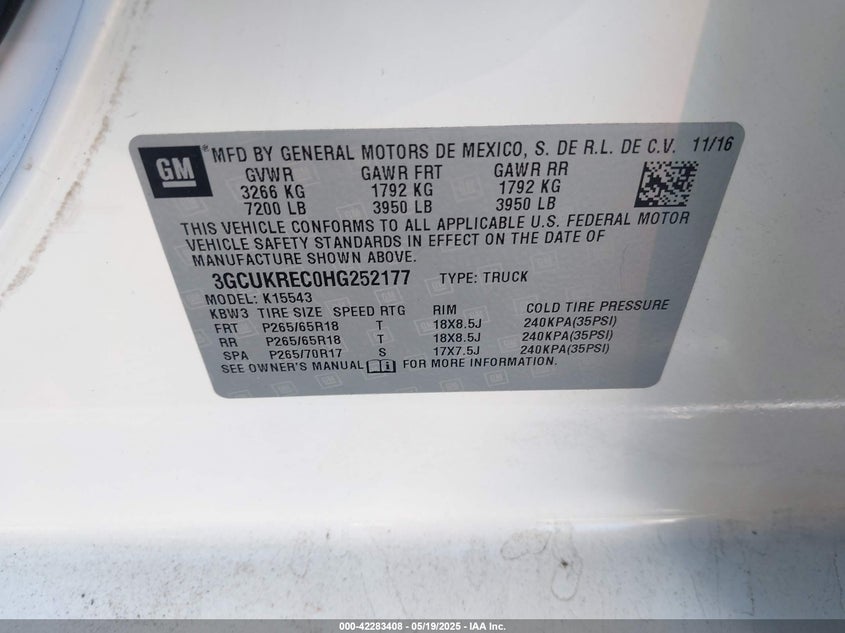 GM
® MFD BY GENERAL MOTORS DE MEXICO, S. DE R.L. DE C.V. 11/16
GVWR GAWR FRT GAWR RR
3266 KG 1792 KG 1792 KG
7200 LB 3950 LB 3950 LB
THIS VEHICLE CONFORMS TO ALL APPLICABLE U.S. FEDERAL MOTOR
VEHICLE SAFETY STANDARDS IN EFFECT ON THE DATE OF
MANUFACTURE SHOWN ABOVE.
3GCUKREC0HG252177 TYPE: TRUCK
MODEL: K15543
KBW3 TIRE SIZE SPEED RTG RIM COLD TIRE PRESSURE
FRT P265/65R18 T 18X8.5J 240KPA(35PSI)
RR P265/65R18 T 18X8.5J 240KPA(35PSI)
SPA P265/70R17 S 17X7.5J 240KPA(35PSI)
SEE OWNER'S MANUAL FOR MORE INFORMATION.
000-42283408 - 05/19/2025 - IAA Inc.